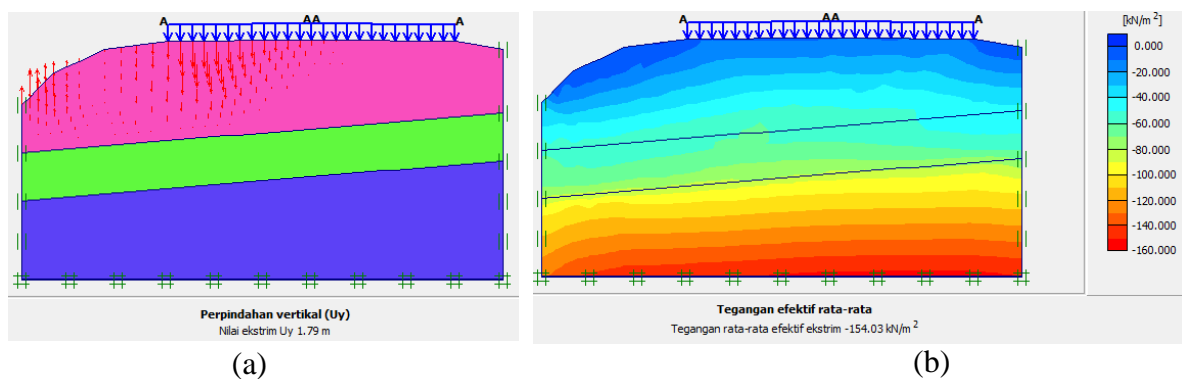 A AA A
Perpindahan vertikal (Uy)
Nilai ekstrim Uy 1.79 m
(a)
A AA A
[kN/m²]
0.000
-20.000
-40.000
-60.000
-80.000
-100.000
-120.000
-140.000
-160.000
Tegangan efektif rata-rata
Tegangan rata-rata efektif ekstrim -154.03 kN/m²
(b)